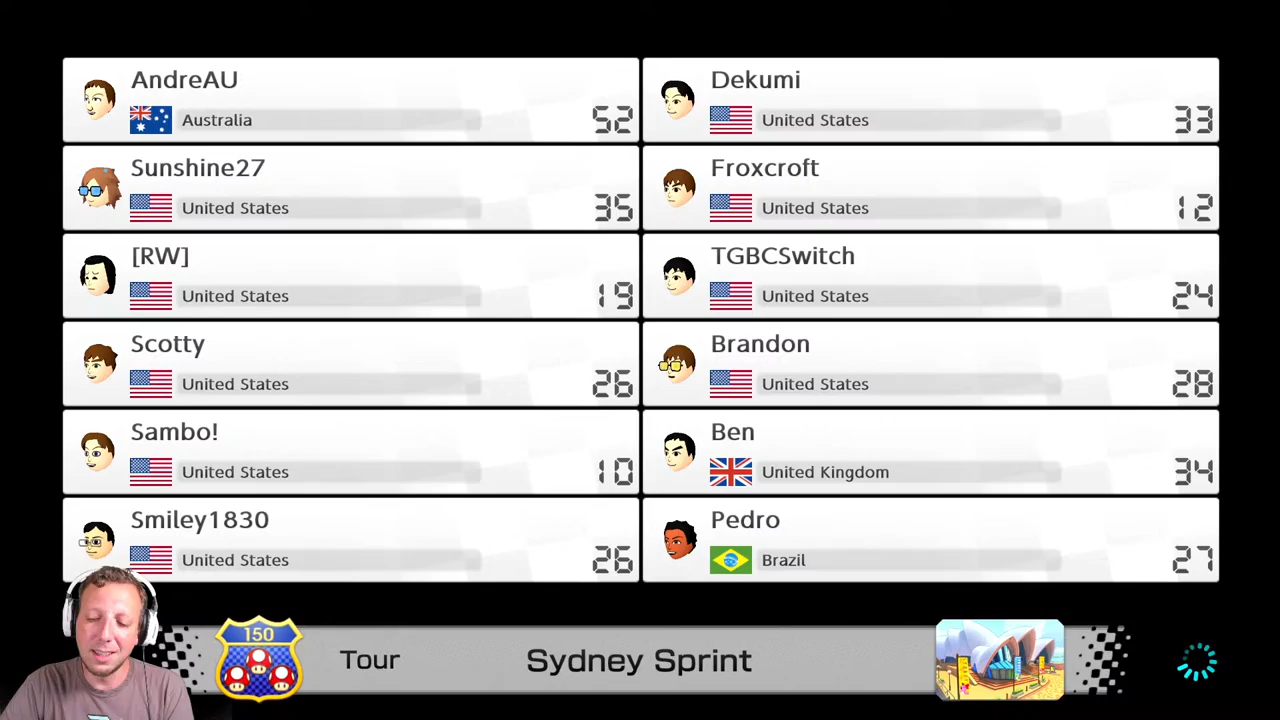 AndreAU
Australia 52
Sunshine27
United States 35
[RW]
United States 19
Scotty
United States 26
Sambo!
United States 10
Smiley1830
United States 26
Dekumi
United States 33
Froxcroft
United States 12
TGBCSwitch
United States 24
Brandon
United States 28
Ben
United Kingdom 34
Pedro
Brazil 27
150 Tour Sydney Sprint